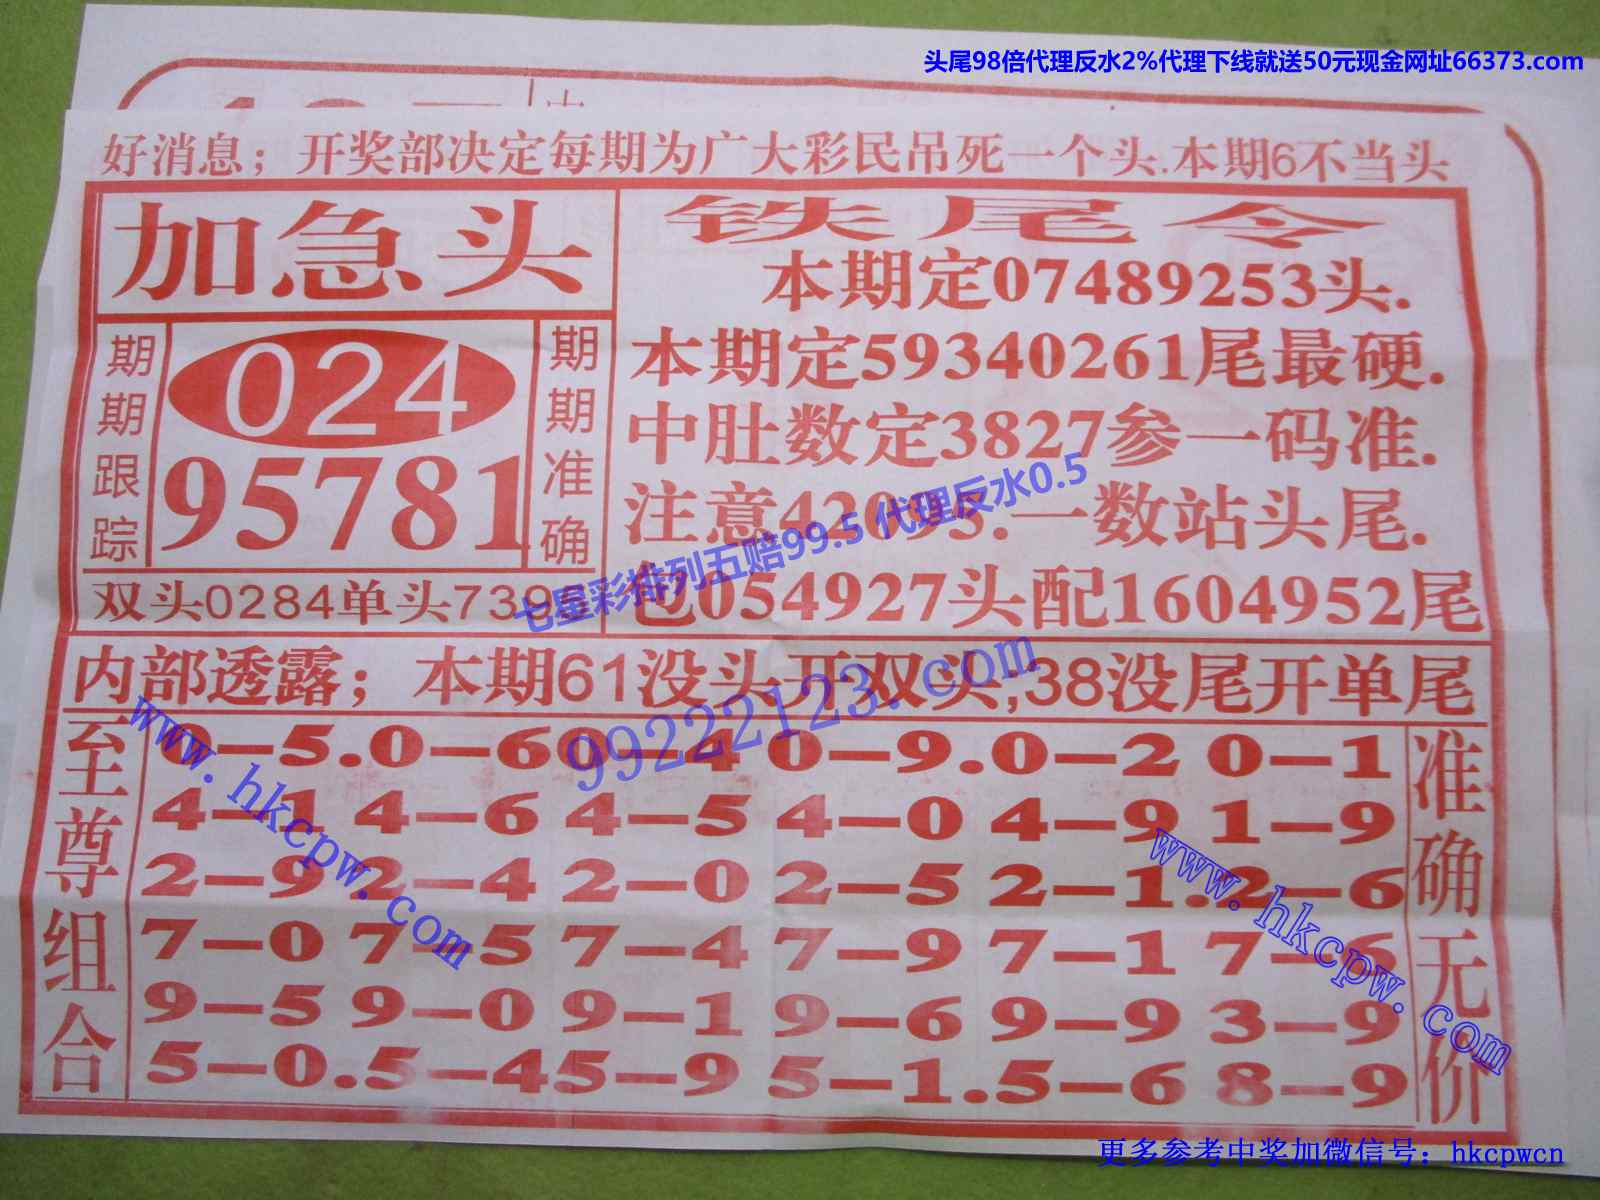 头尾98倍代理反水2%代理下线就送50元现金网址66373.com
好消息；开奖部决定每期为广大彩民吊死一个头.本期6不当头
加急头
期期跟踪
024
95781
期期准确
双头0284单头739
铁尾令
本期定07489253头.
本期定59340261尾最硬.
中肚数定3827参一码准.
注意42095.一数站头尾.
包054927头配1604952尾
七星彩排列五赔99.5 代理反水0.5
99222123.com
内部透露；本期61没头开双头;38没尾开单尾
至尊组合
0－5.0－6 0－4 0－9.0－2 0－1
4－1 4－6 4－5 4－0 4－9 1－9
2－9 2－4 2－0 2－5 2－1.2－6
7－0 7－5 7－4 7－9 7－1 7－6
9－5 9－0 9－1 9－6 9－9 3－9
5－0.5－4 5－9 5－1.5－6 8－9
准确无价
www.hkcpw.com
www.hkcpw.com
更多参考中奖加微信号：hkcpwcn